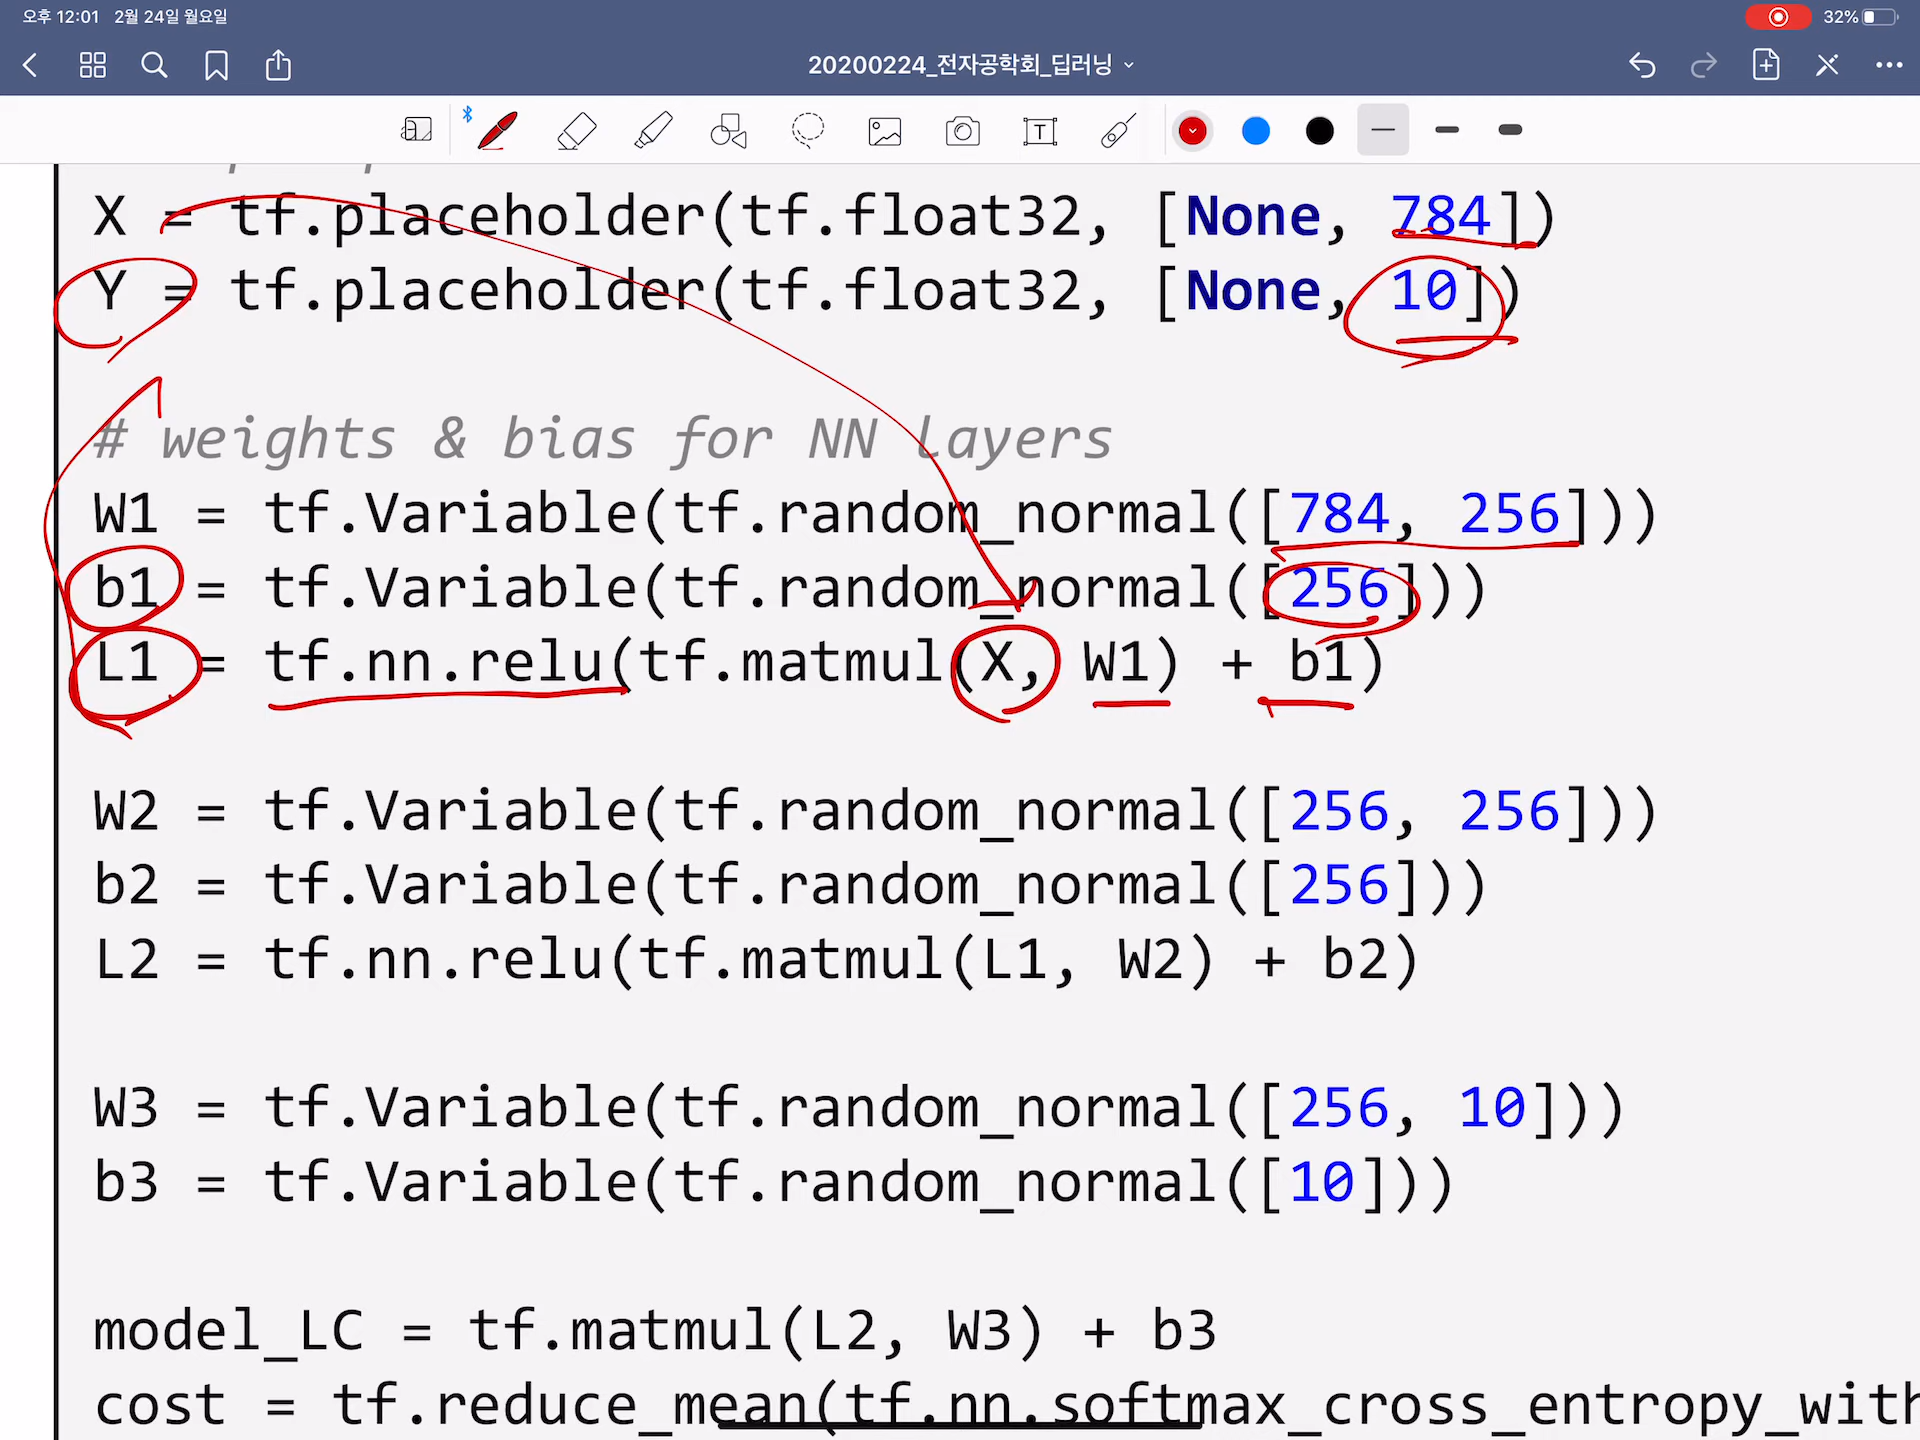 오후 12:01 2월 24일 월요일 32%
20200224_전자공학회_딥러닝
X = tf.placeholder(tf.float32, [None, 784])
Y = tf.placeholder(tf.float32, [None, 10])
# weights & bias for NN layers
W1 = tf.Variable(tf.random_normal([784, 256]))
b1 = tf.Variable(tf.random_normal([256]))
L1 = tf.nn.relu(tf.matmul(X, W1) + b1)
W2 = tf.Variable(tf.random_normal([256, 256]))
b2 = tf.Variable(tf.random_normal([256]))
L2 = tf.nn.relu(tf.matmul(L1, W2) + b2)
W3 = tf.Variable(tf.random_normal([256, 10]))
b3 = tf.Variable(tf.random_normal([10]))
model_LC = tf.matmul(L2, W3) + b3
cost = tf.reduce_mean(tf.nn.softmax_cross_entropy_with